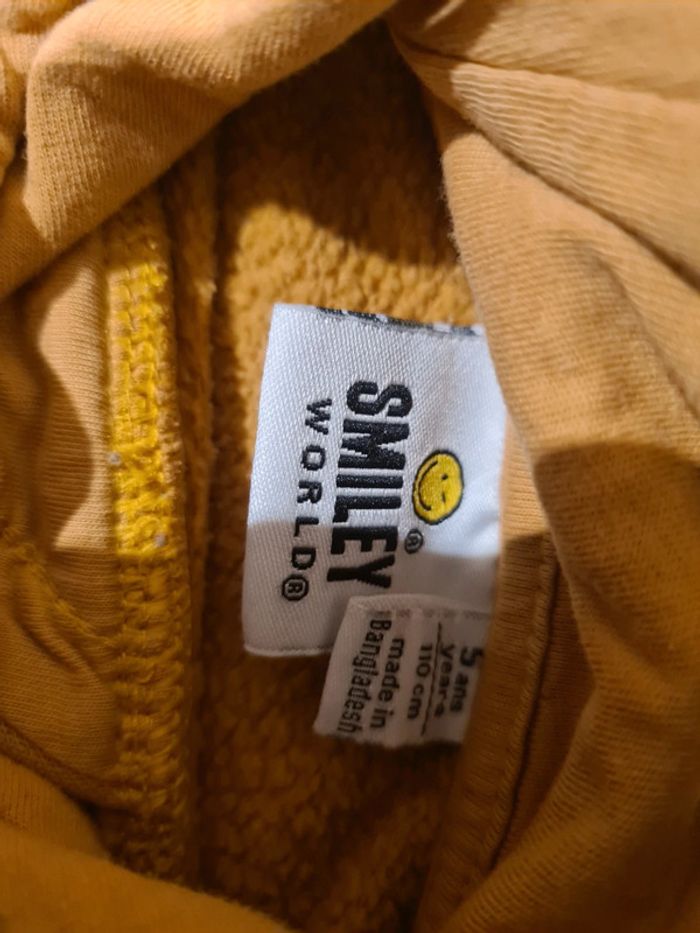 SMILEY®
WORLD®
5 ans
years
110 cm
made in
Bangladesh